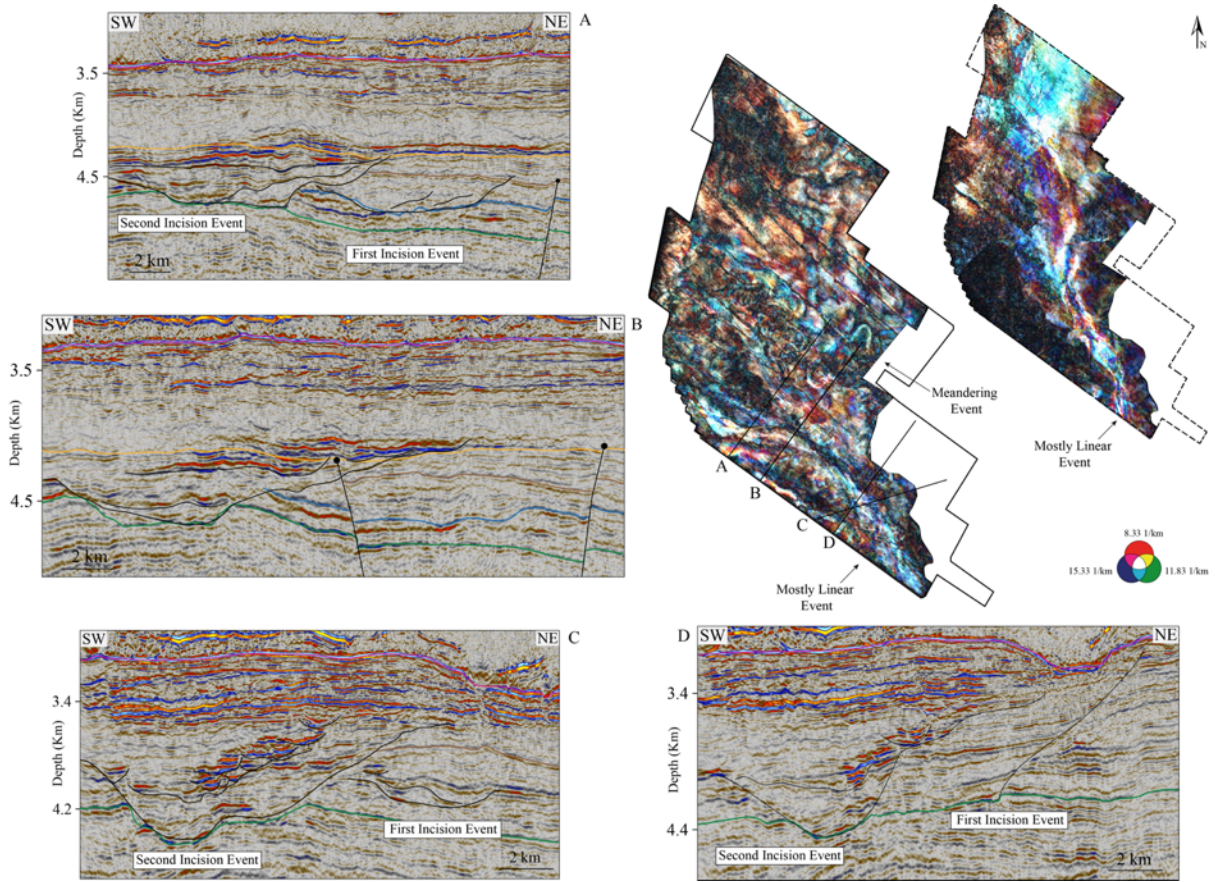 SW
NE
A
3.5
Depth (Km)
4.5
Second Incision Event
First Incision Event
2 km
SW
NE
B
3.5
Depth (Km)
4.5
2 km
N
Meandering
Event
Mostly Linear
Event
A
B
C
D
Mostly Linear
Event
8.33 1/km
15.33 1/km
11.83 1/km
SW
NE
C
3.4
Depth (Km)
4.2
First Incision Event
Second Incision Event
2 km
D
SW
NE
3.4
Depth (Km)
4.4
First Incision Event
Second Incision Event
2 km